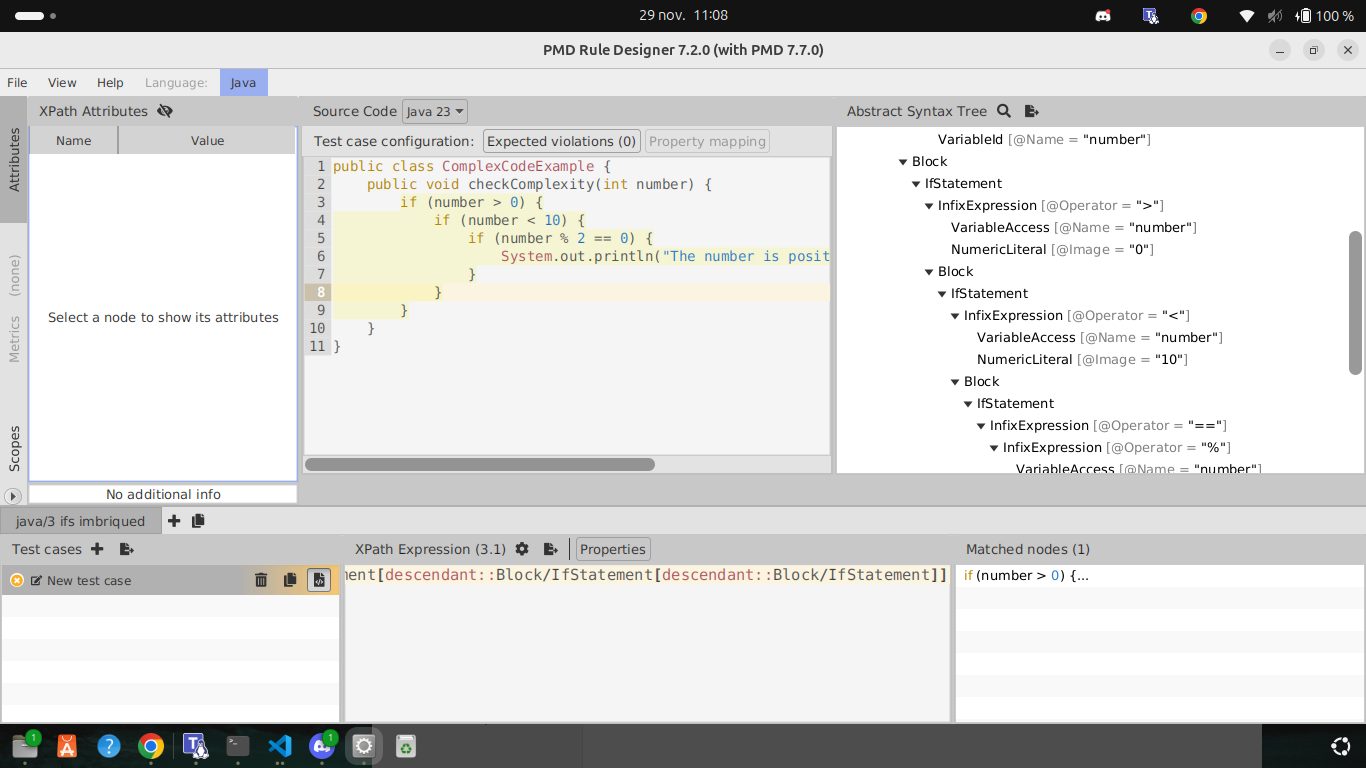 29 nov. 11:08
100 %
PMD Rule Designer 7.2.0 (with PMD 7.7.0)
File View Help Language: Java
XPath Attributes
Name Value
Select a node to show its attributes
No additional info
Attributes
Metrics (none)
Scopes
Source Code Java 23
Test case configuration: Expected violations (0) Property mapping
1 public class ComplexCodeExample {
2 public void checkComplexity(int number) {
3 if (number > 0) {
4 if (number < 10) {
5 if (number % 2 == 0) {
6 System.out.println("The number is posit
7 }
8 }
9 }
10 }
11 }
Abstract Syntax Tree
VariableId [@Name = "number"]
Block
IfStatement
InfixExpression [@Operator = ">"]
VariableAccess [@Name = "number"]
NumericLiteral [@Image = "0"]
Block
IfStatement
InfixExpression [@Operator = "<"]
VariableAccess [@Name = "number"]
NumericLiteral [@Image = "10"]
Block
IfStatement
InfixExpression [@Operator = "=="]
InfixExpression [@Operator = "%"]
VariableAccess [@Name = "number"]
java/3 ifs imbriqued
Test cases
New test case
XPath Expression (3.1) Properties
nent[descendant::Block/IfStatement[descendant::Block/IfStatement]]
Matched nodes (1)
if (number > 0) {...
1
1